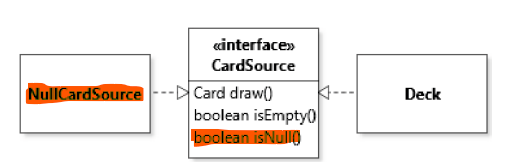 «interface»
CardSource
NullCardSource
Card draw()
boolean isEmpty()
boolean isNull()
Deck